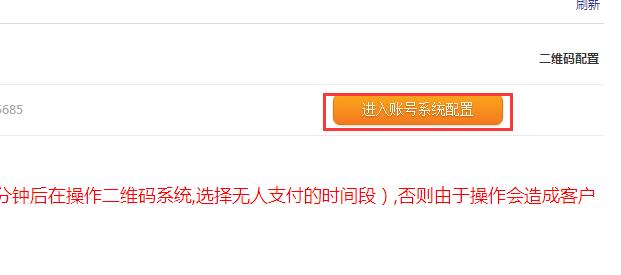 刷新
二维码配置
5685
进入账号系统配置
分钟后在操作二维码系统,选择无人支付的时间段）,否则由于操作会造成客户